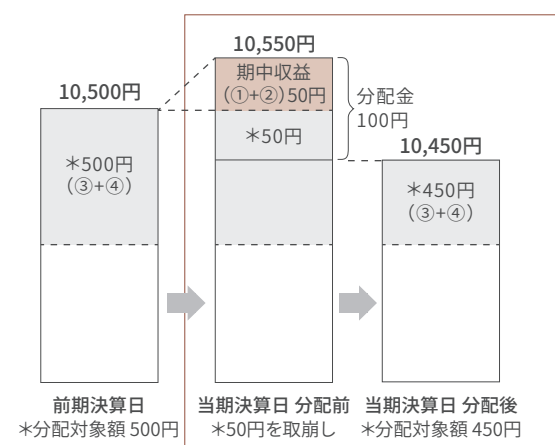 10,550円
期中収益
（①+②）50円
10,500円
分配金
100円
＊50円
10,450円
＊500円
（③+④）
＊450円
（③+④）
前期決算日
＊分配対象額 500円
当期決算日 分配前
＊50円を取崩し
当期決算日 分配後
＊分配対象額 450円